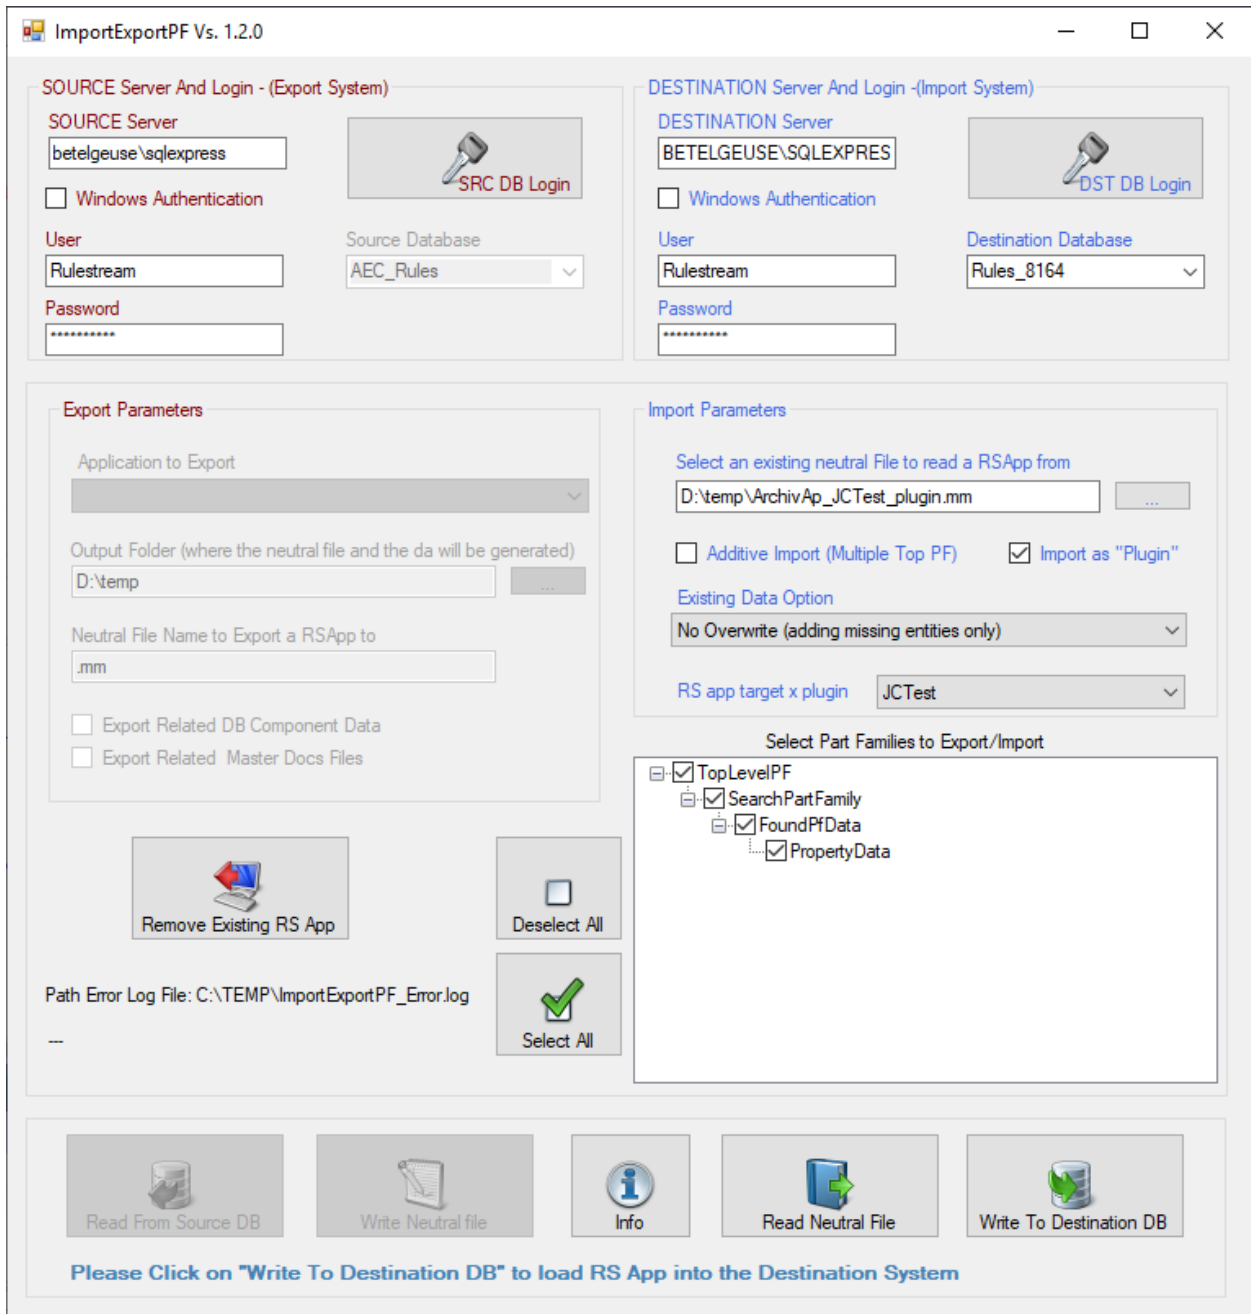 ImportExportPF Vs. 1.2.0
SOURCE Server And Login - (Export System)
SOURCE Server
betelgeuse\sqlexpress
SRC DB Login
Windows Authentication
User
Source Database
Rulestream
AEC_Rules
Password
**********
DESTINATION Server And Login -(Import System)
DESTINATION Server
BETELGEUSE\SQLEXPRES
DST DB Login
Windows Authentication
User
Destination Database
Rulestream
Rules_8164
Password
**********
Export Parameters
Application to Export
Output Folder (where the neutral file and the da will be generated)
D:\temp
...
Neutral File Name to Export a RSApp to
.mm
Export Related DB Component Data
Export Related  Master Docs Files
Import Parameters
Select an existing neutral File to read a RSApp from
D:\temp\ArchivAp_JCTest_plugin.mm
...
Additive Import (Multiple Top PF)
Import as "Plugin"
Existing Data Option
No Overwrite (adding missing entities only)
RS app target x plugin
JCTest
Select Part Families to Export/Import
TopLevelPF
SearchPartFamily
FoundPfData
PropertyData
Remove Existing RS App
Deselect All
Path Error Log File: C:\TEMP\ImportExportPF_Error.log
---
Select All
Read From Source DB
Write Neutral file
Info
Read Neutral File
Write To Destination DB
Please Click on "Write To Destination DB" to load RS App into the Destination System